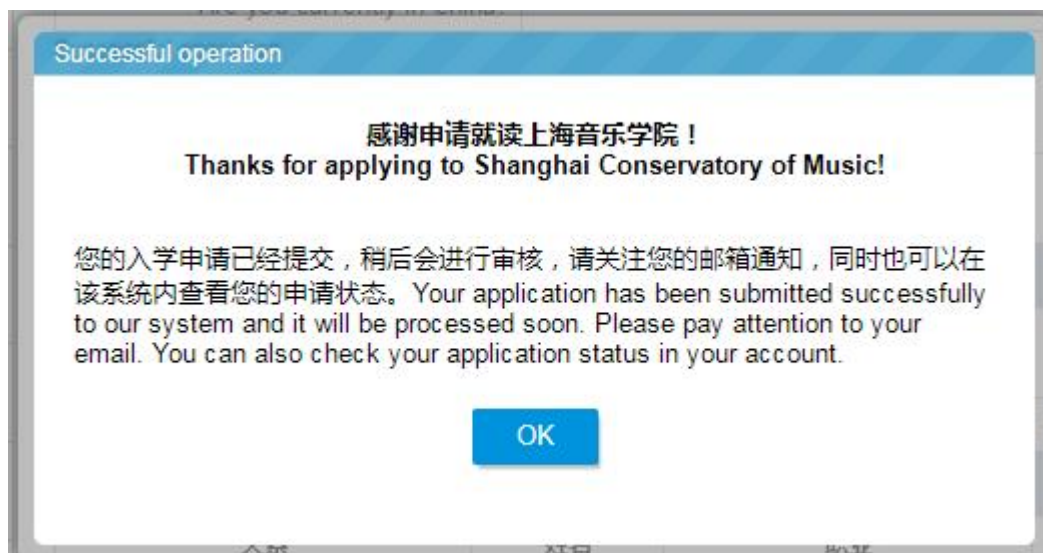 Are you currently in China?
Successful operation
感谢申请就读上海音乐学院！
Thanks for applying to Shanghai Conservatory of Music!
您的入学申请已经提交，稍后会进行审核，请关注您的邮箱通知，同时也可以在
该系统内查看您的申请状态。Your application has been submitted successfully
to our system and it will be processed soon. Please pay attention to your
email. You can also check your application status in your account.
OK